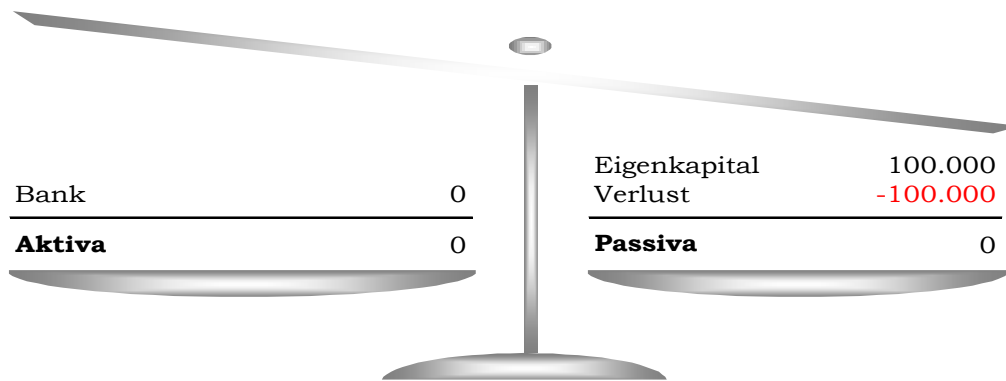 Bank 0
Aktiva 0
Eigenkapital 100.000
Verlust -100.000
Passiva 0